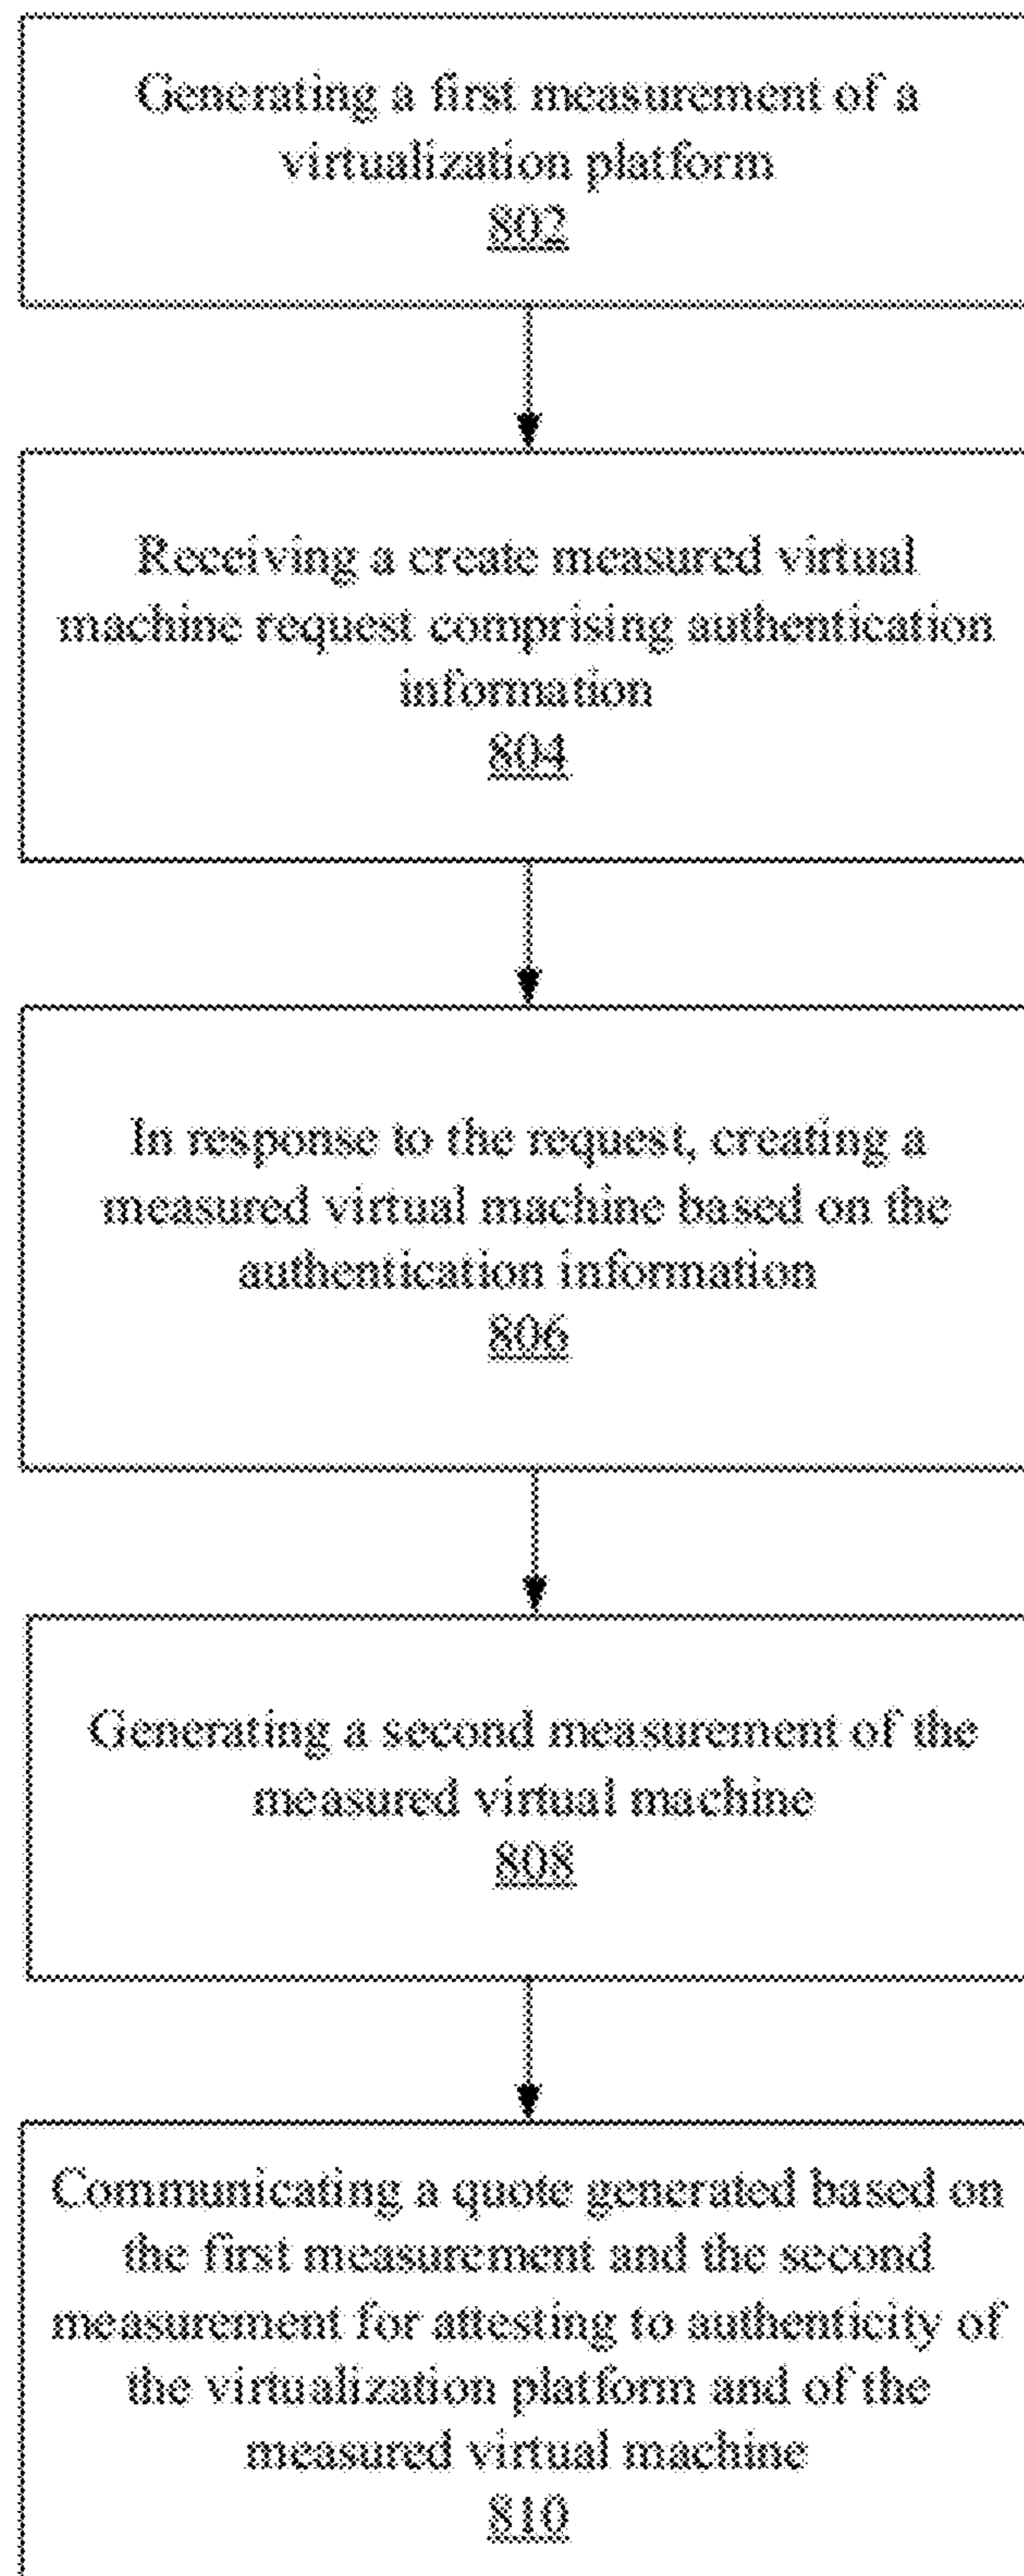 Generating a first measurement of a
virtualization platform
802
Receiving a create measured virtual
machine request comprising authentication
information
804
In response to the request, creating a
measured virtual machine based on the
authentication information
806
Generating a second measurement of the
measured virtual machine
808
Communicating a quote generated based on
the first measurement and the second
measurement for attesting to authenticity of
the virtualization platform and of the
measured virtual machine
810